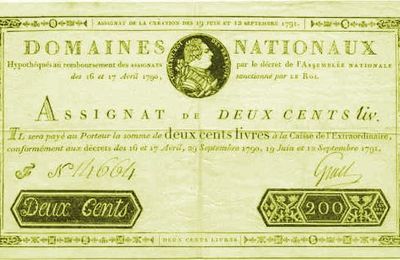 ASSIGNAT DE LA CRÉATION DES 19 JUIN ET 12 SEPTEMBRE 1791.
DOMAINES NATIONAUX
Hypothéqués au remboursement des ASSIGNATS par le décret de l'ASSEMBLÉE NATIONALE
des 16 et 17 Avril 1790, sanctionné par LE ROI.
ASSIGNAT DE DEUX CENTS liv.
IL sera payé au Porteur la somme de deux cents livres à la Caisse de l'Extraordinaire,
conformément aux décrets des 16 et 17 Avril, 29 Septembre 1790, 19 Juin et 12 Septembre 1791.
N° 14664
Deux Cents 200
DEUX CENTS LIVRES